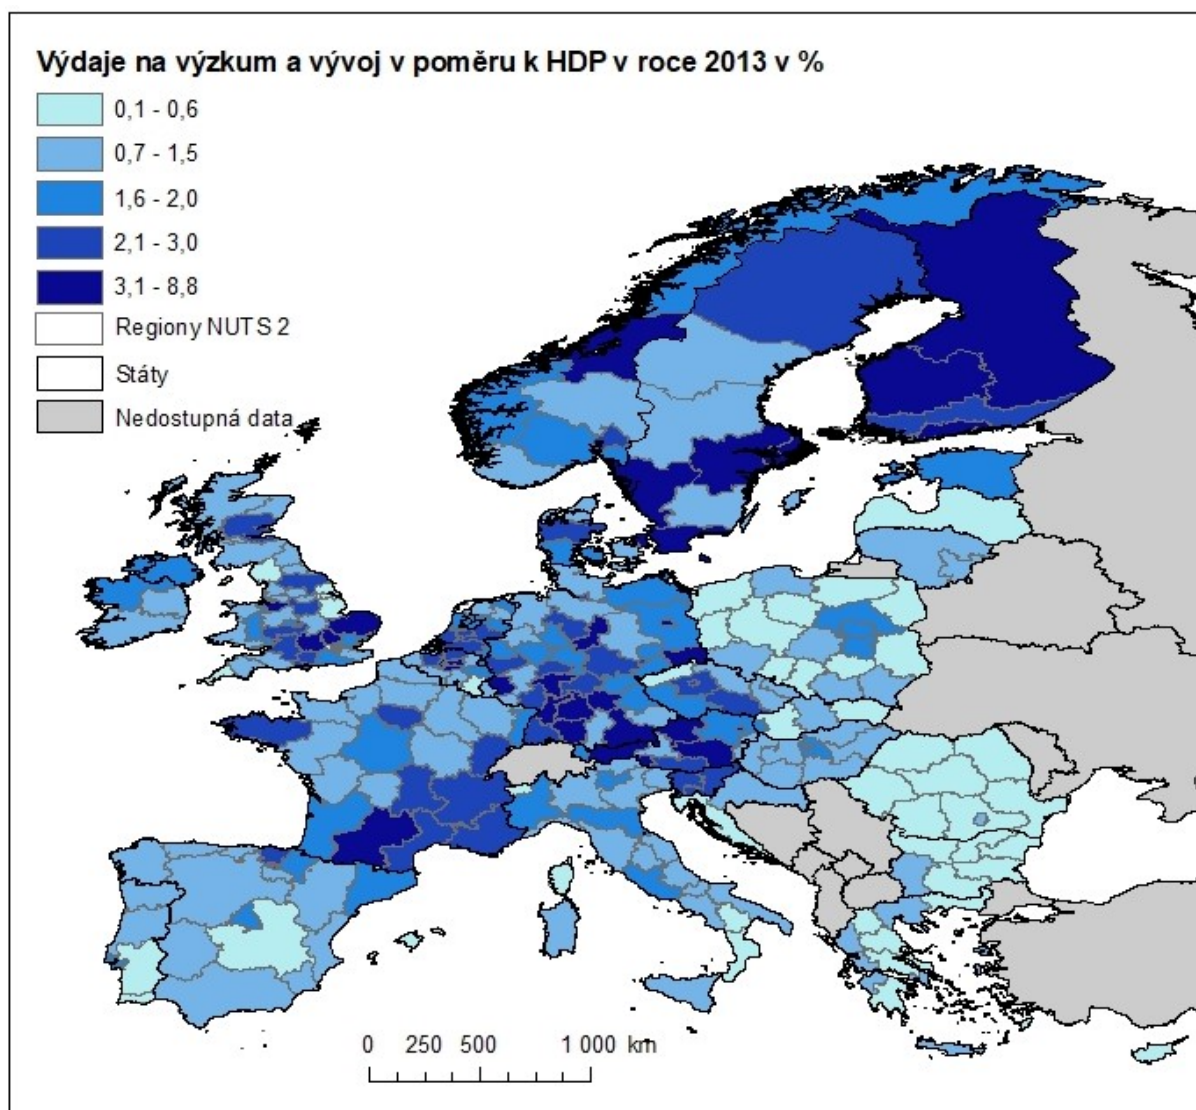 Výdaje na výzkum a vývoj v poměru k HDP v roce 2013 v %
0,1 - 0,6
0,7 - 1,5
1,6 - 2,0
2,1 - 3,0
3,1 - 8,8
Regiony NUTS 2
Státy
Nedostupná data
0 250 500 1 000 km